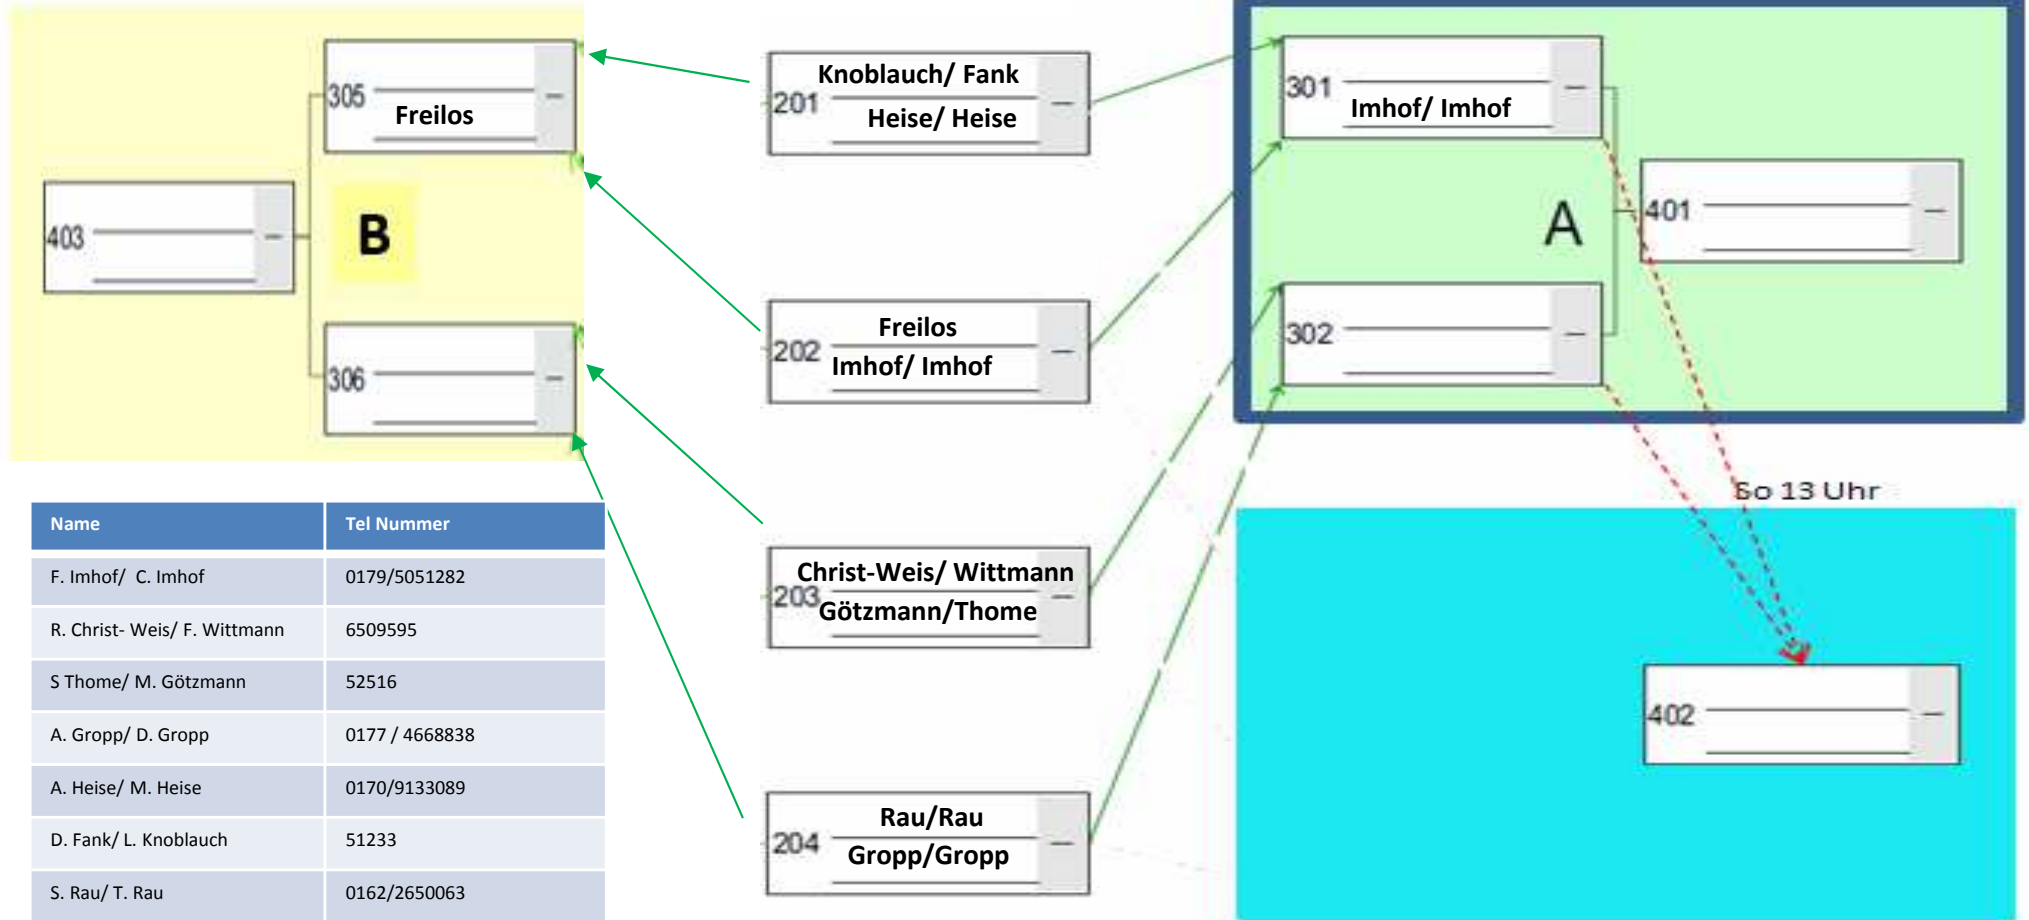 305
Freilos
403
B
306
Knoblauch/ Fank
201
Heise/ Heise
Freilos
202
Imhof/ Imhof
Christ-Weis/ Wittmann
203
Götzmann/Thome
Rau/Rau
204
Gropp/Gropp
301
Imhof/ Imhof
A
401
302
So 13 Uhr
402
Name Tel Nummer
F. Imhof/ C. Imhof 0179/5051282
R. Christ- Weis/ F. Wittmann 6509595
S Thome/ M. Götzmann 52516
A. Gropp/ D. Gropp 0177 / 4668838
A. Heise/ M. Heise 0170/9133089
D. Fank/ L. Knoblauch 51233
S. Rau/ T. Rau 0162/2650063